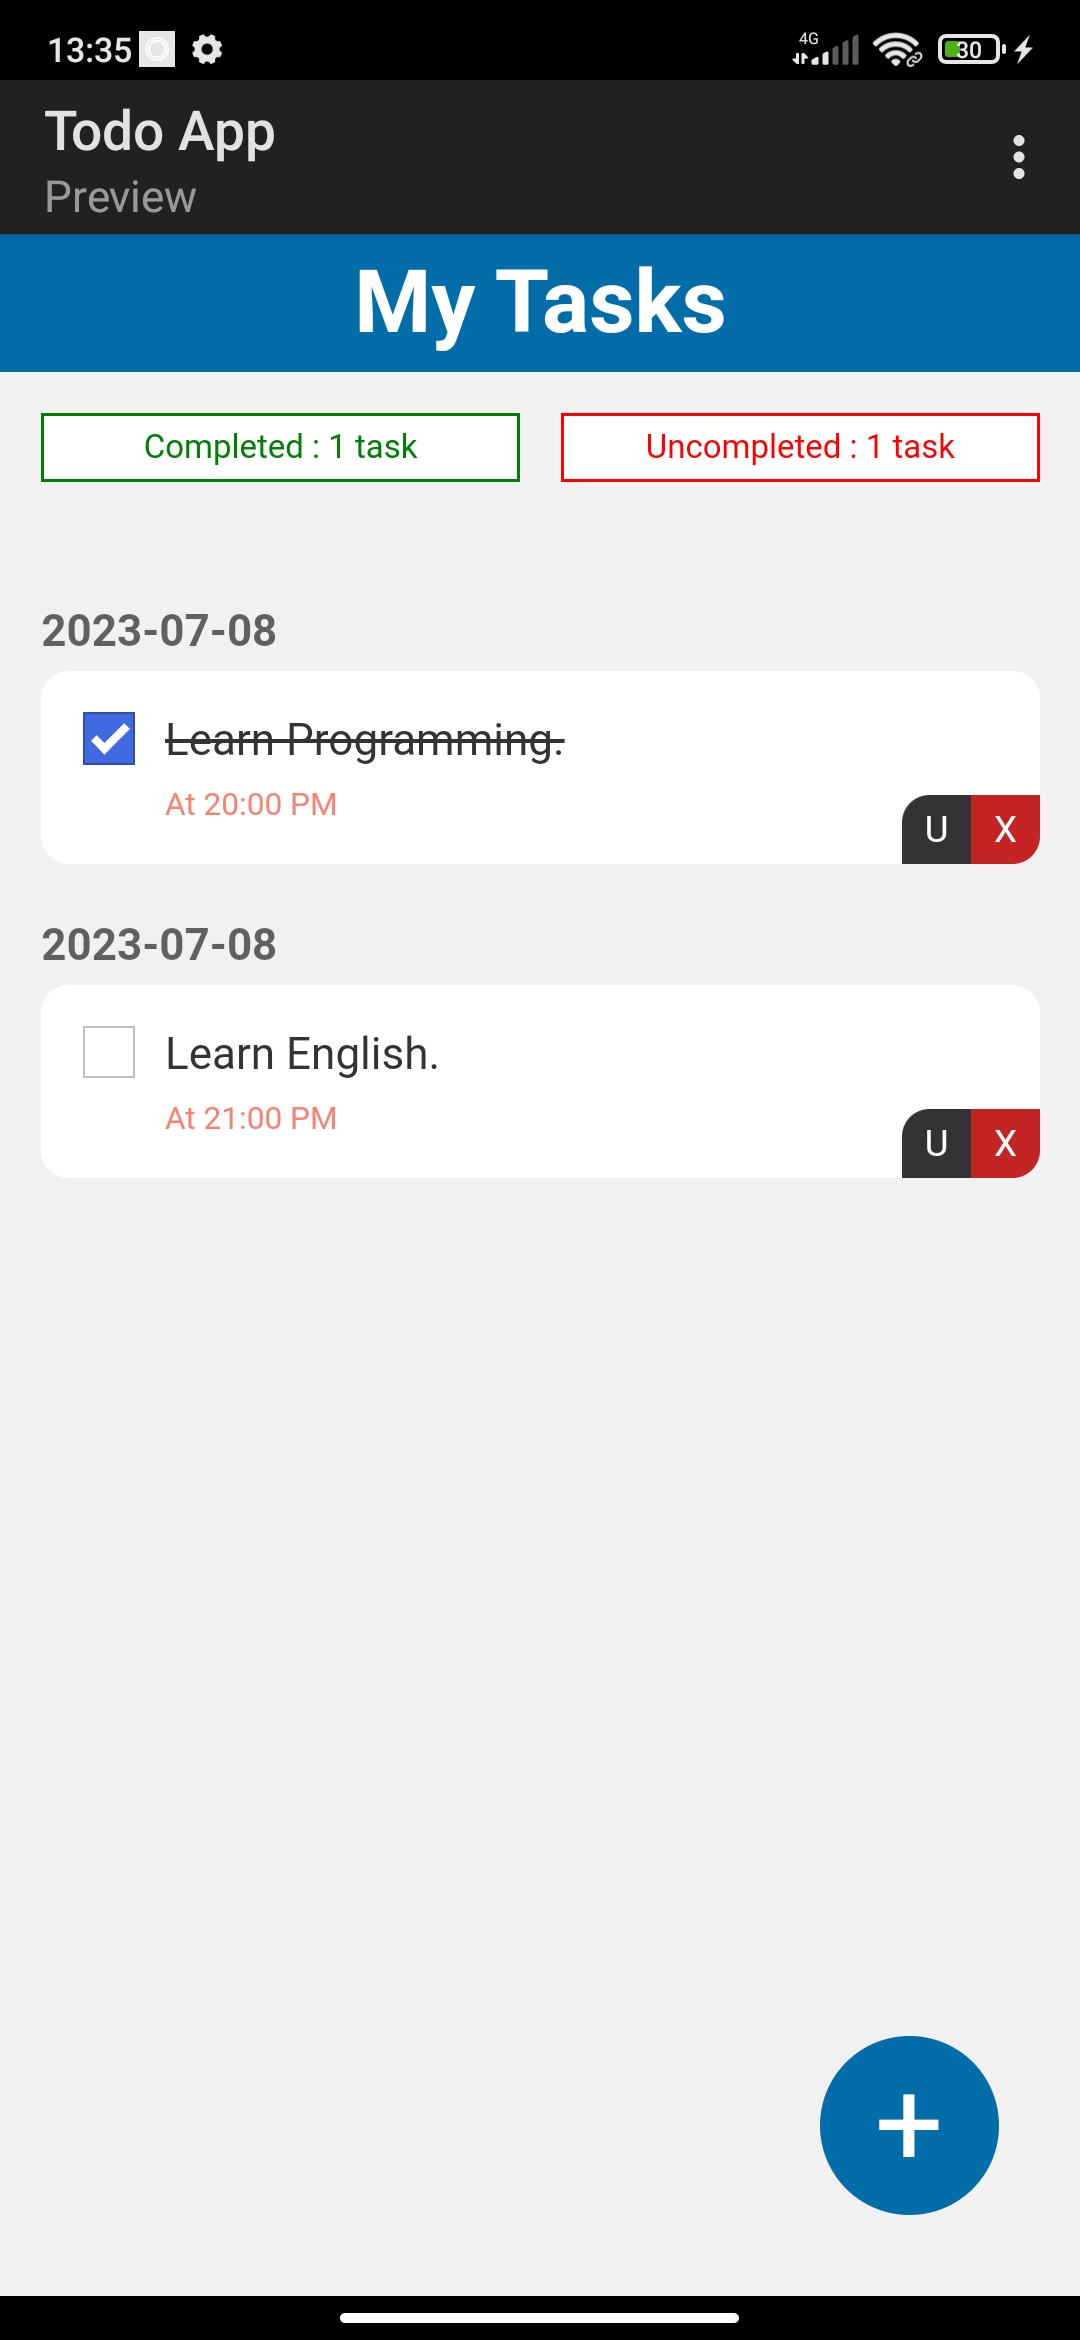 13:35
4G
30
Todo App
Preview
My Tasks
Completed : 1 task
Uncompleted : 1 task
2023-07-08
Learn Programming.
At 20:00 PM
U X
2023-07-08
Learn English.
At 21:00 PM
U X
+